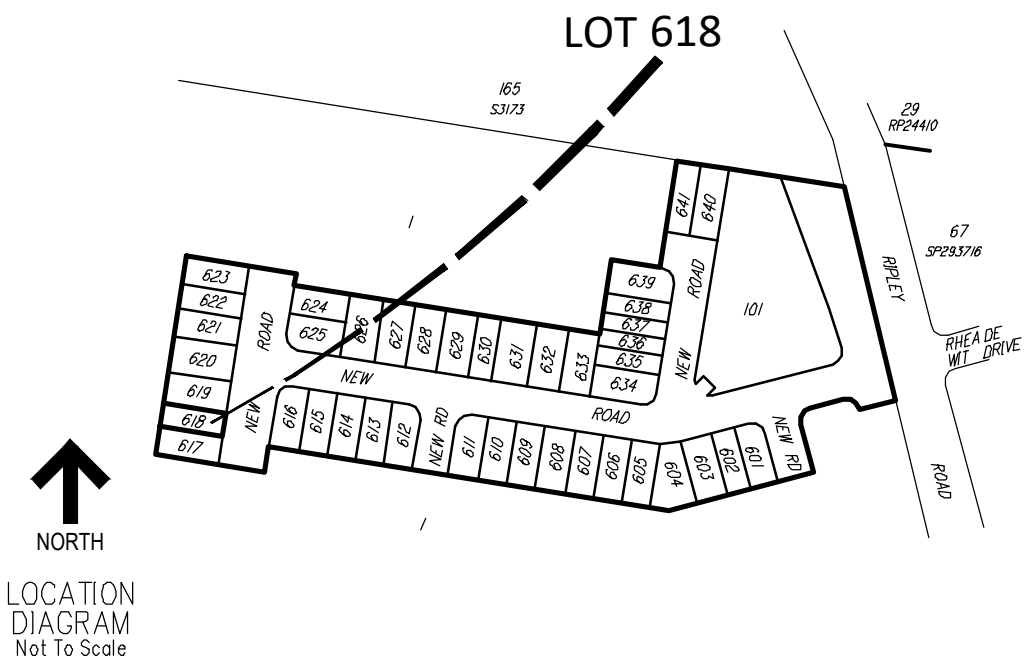 LOT 618
165
S3173
29
RP24410
67
SP293716
RIPLEY
ROAD
RHEA DE
WIT DRIVE
1
641
640
ROAD
NEW
101
639
638
637
636
635
634
623
622
621
620
619
618
617
ROAD
NEW
624
625
626
627
628
629
630
631
632
633
NEW
ROAD
616
615
614
613
612
NEW RD
611
610
609
608
607
606
605
604
603
602
601
NEW
RD
1
NORTH
LOCATION
DIAGRAM
Not To Scale